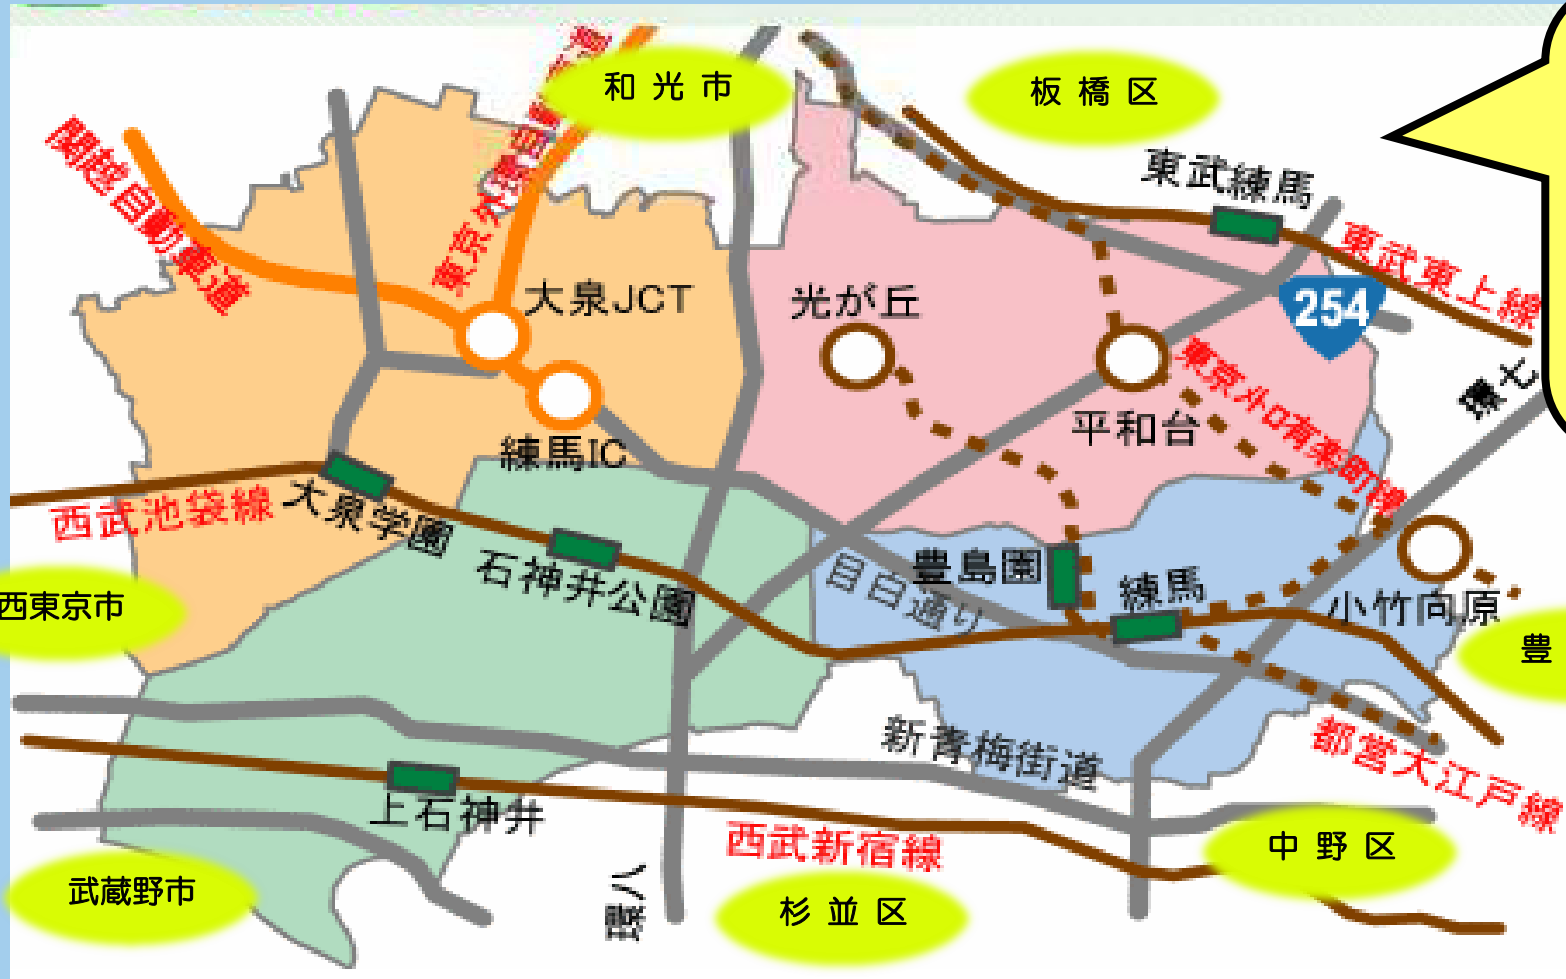 和光市
板橋区
東武練馬
関越自動車道
東京外環自動車道
東武東上線
大泉JCT
光が丘
254
東京メトロ有楽町線
環七
平和台
練馬IC
西武池袋線
大泉学園
石神井公園
目白通り
豊島園
練馬
小竹向原
西東京市
豊
新青梅街道
都営大江戸線
上石神井
西武新宿線
中野区
武蔵野市
環八
杉並区